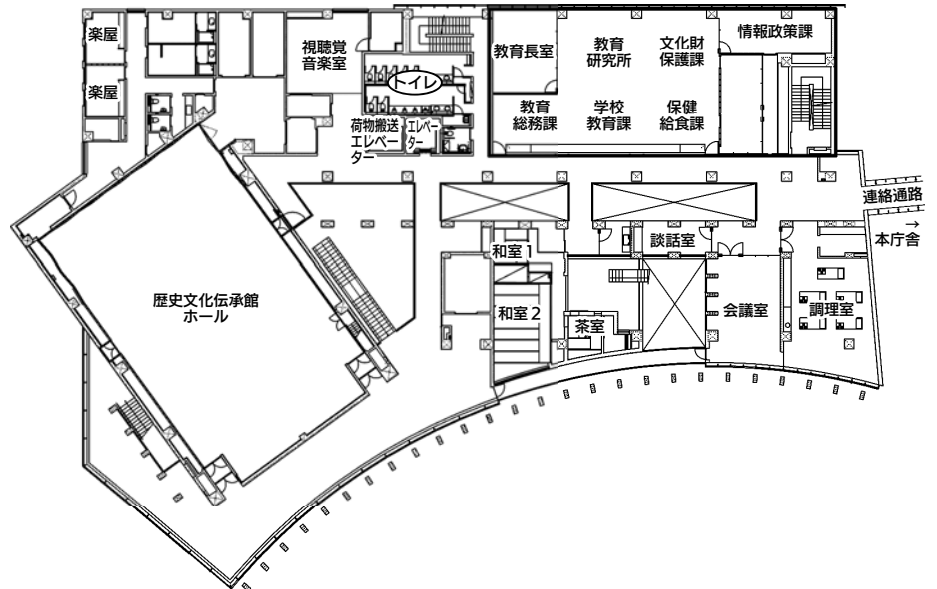 楽屋
楽屋
視聴覚
音楽室
トイレ
荷物搬送
エレベー
ター
エレベ
ーター
教育長室
教育
研究所
文化財
保護課
情報政策課
教育
総務課
学校
教育課
保健
給食課
連絡通路
→
本庁舎
和室1
談話室
歴史文化伝承館
ホール
和室2
茶室
会議室
調理室